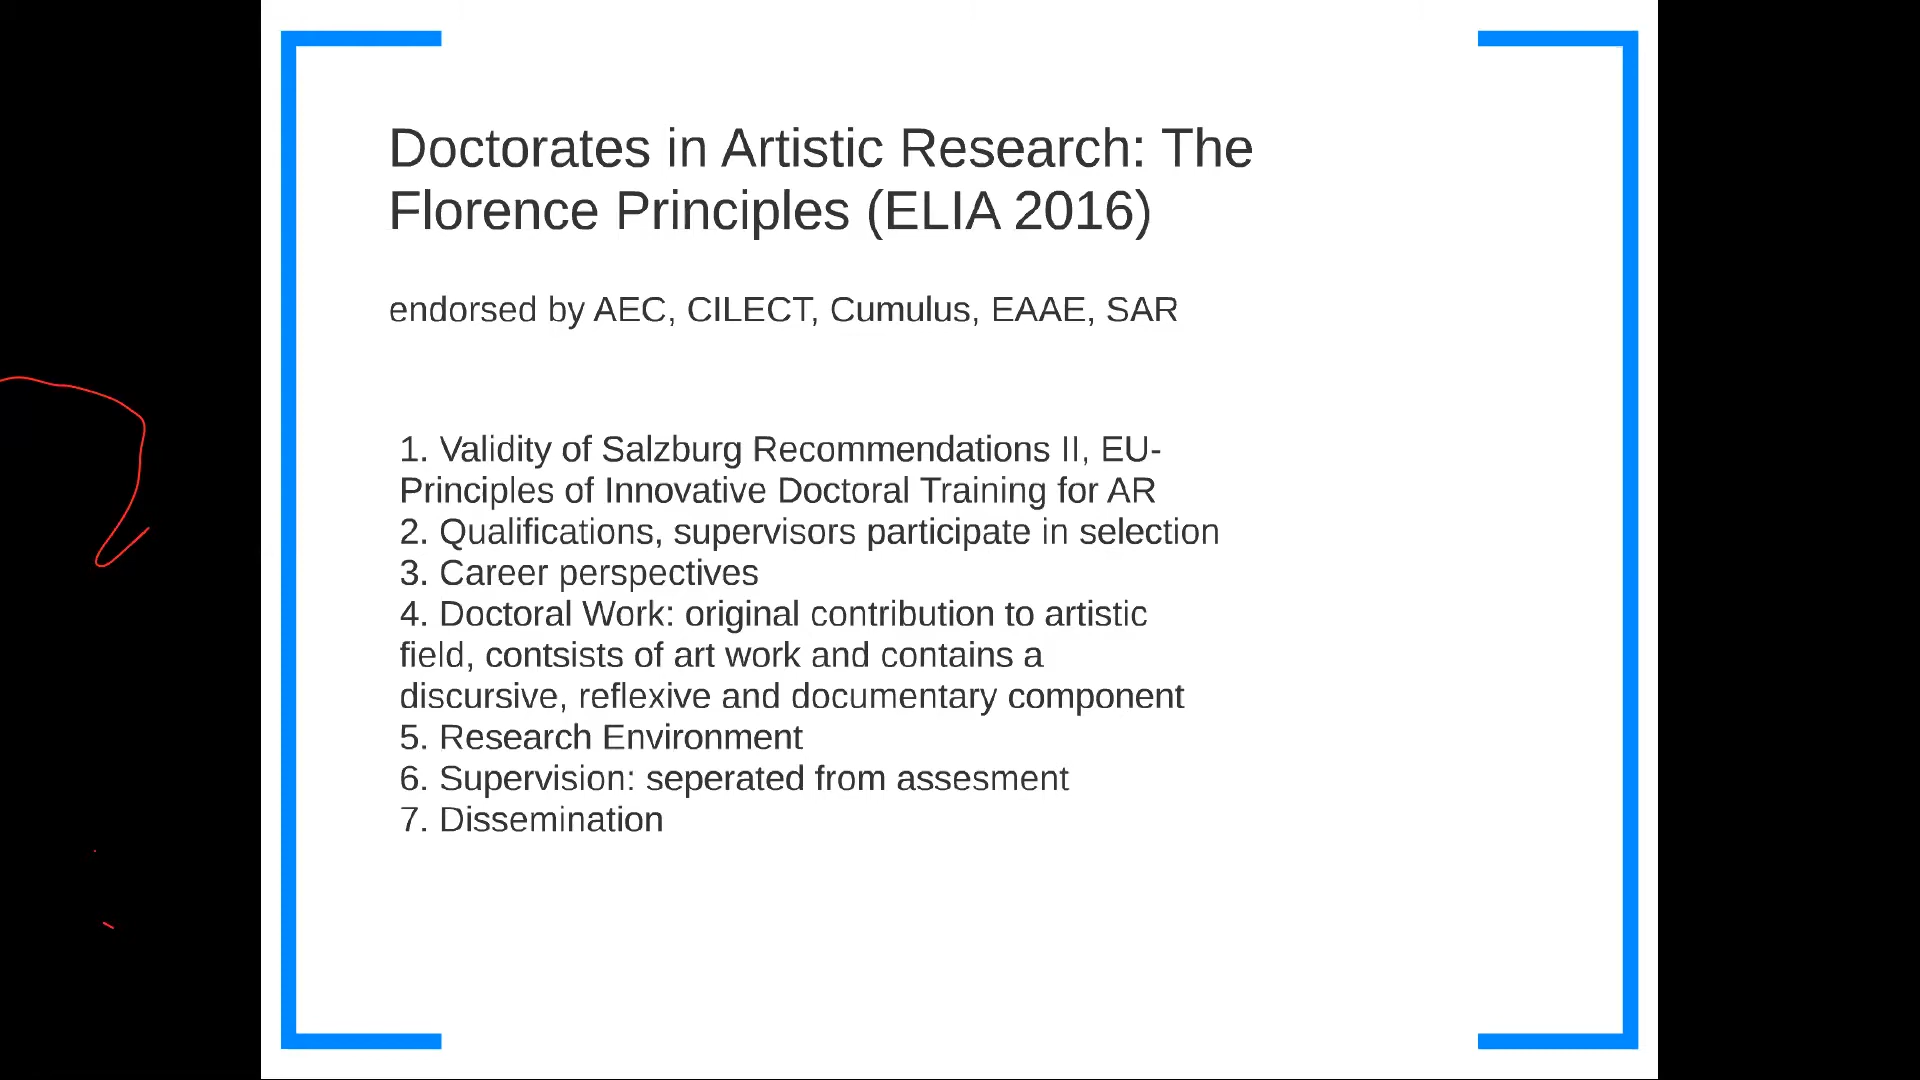 Doctorates in Artistic Research: The
Florence Principles (ELIA 2016)
endorsed by AEC, CILECT, Cumulus, EAAE, SAR
1. Validity of Salzburg Recommendations II, EU-
Principles of Innovative Doctoral Training for AR
2. Qualifications, supervisors participate in selection
3. Career perspectives
4. Doctoral Work: original contribution to artistic
field, contsists of art work and contains a
discursive, reflexive and documentary component
5. Research Environment
6. Supervision: seperated from assesment
7. Dissemination